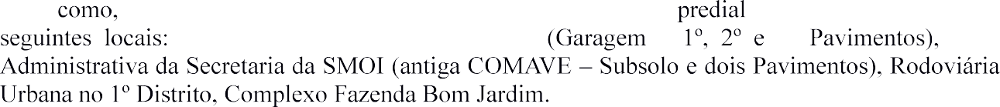 como, predial
seguintes locais: (Garagem 1º, 2º e Pavimentos),
Administrativa da Secretaria da SMOI (antiga COMAVE – Subsolo e dois Pavimentos), Rodoviária
Urbana no 1º Distrito, Complexo Fazenda Bom Jardim.